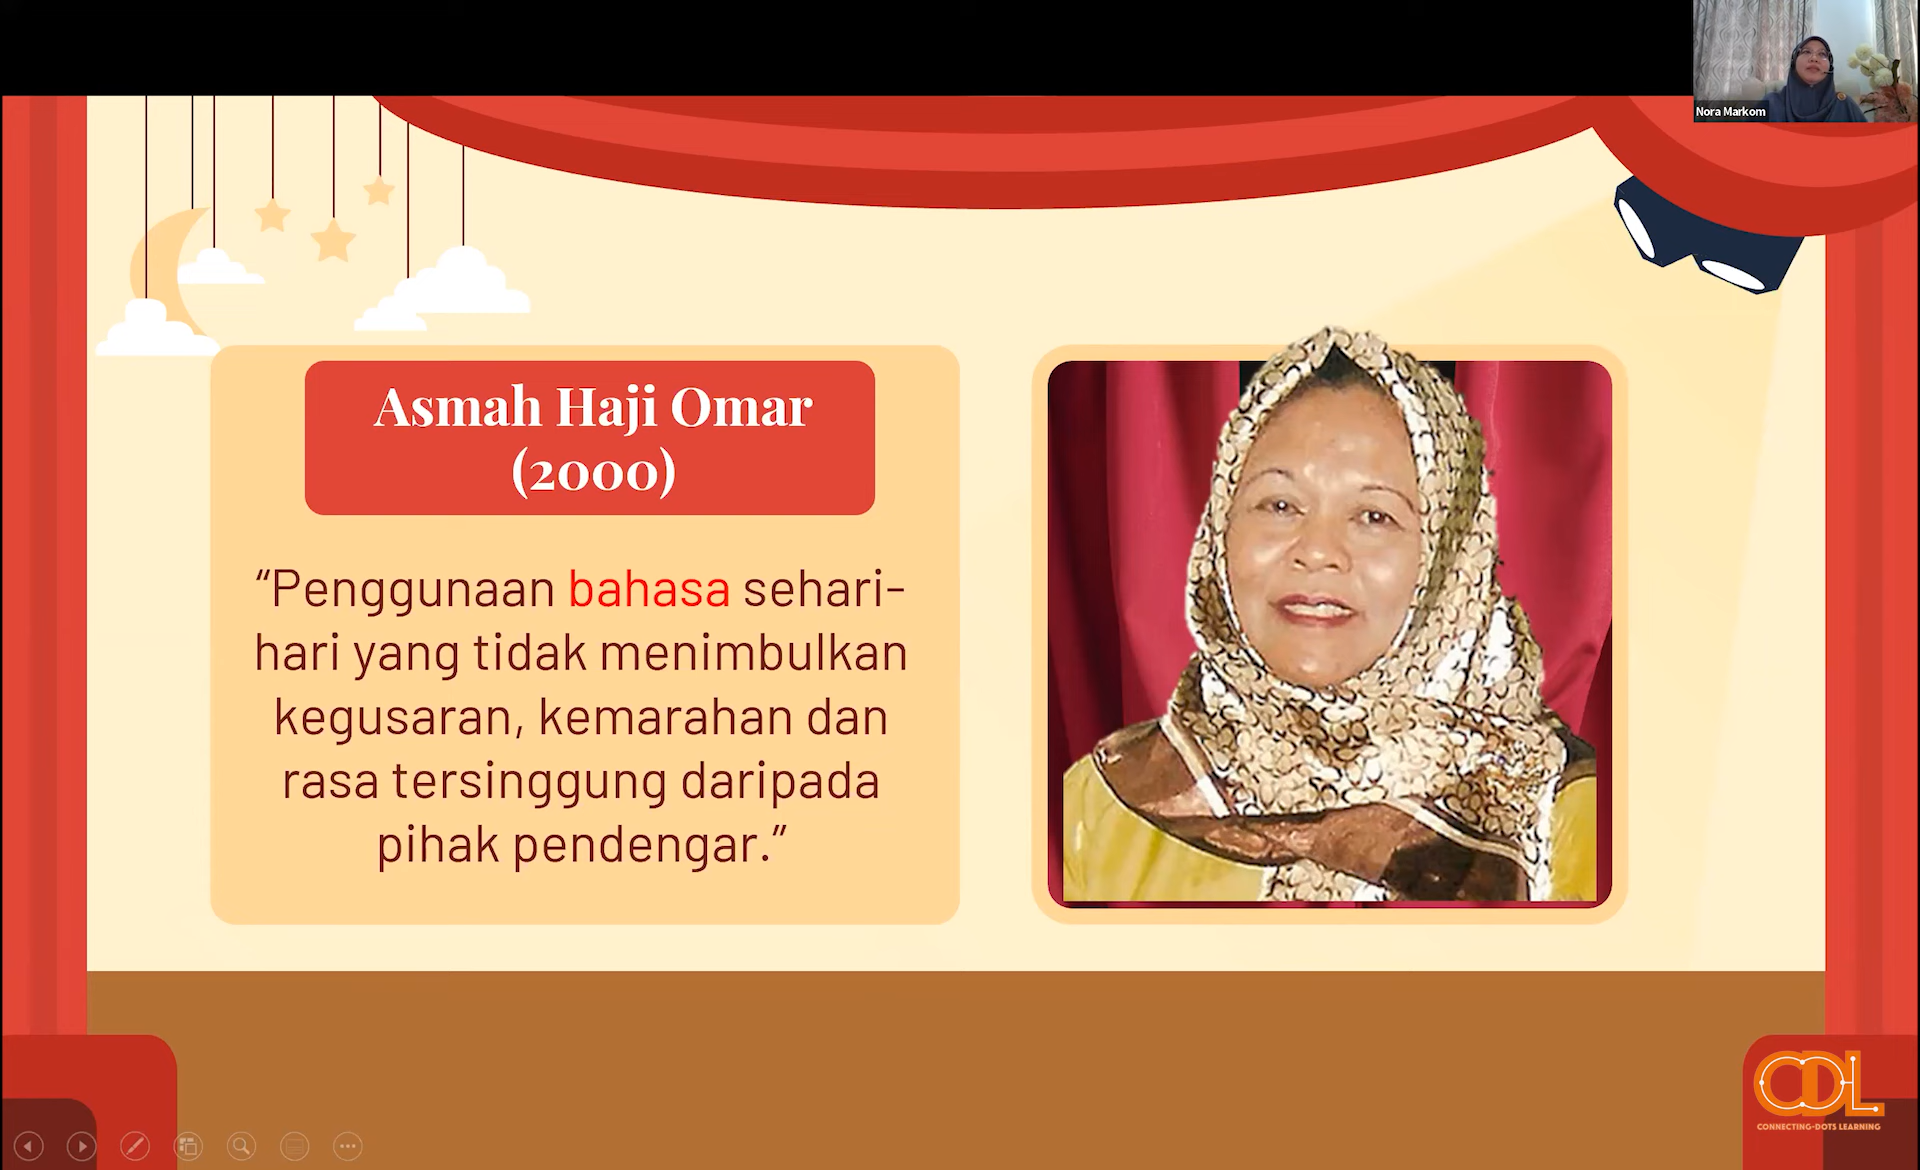 Nora Markom
Asmah Haji Omar
(2000)
“Penggunaan bahasa sehari-
hari yang tidak menimbulkan
kegusaran, kemarahan dan
rasa tersinggung daripada
pihak pendengar.”
CDL
CONNECTING-DOTS LEARNING